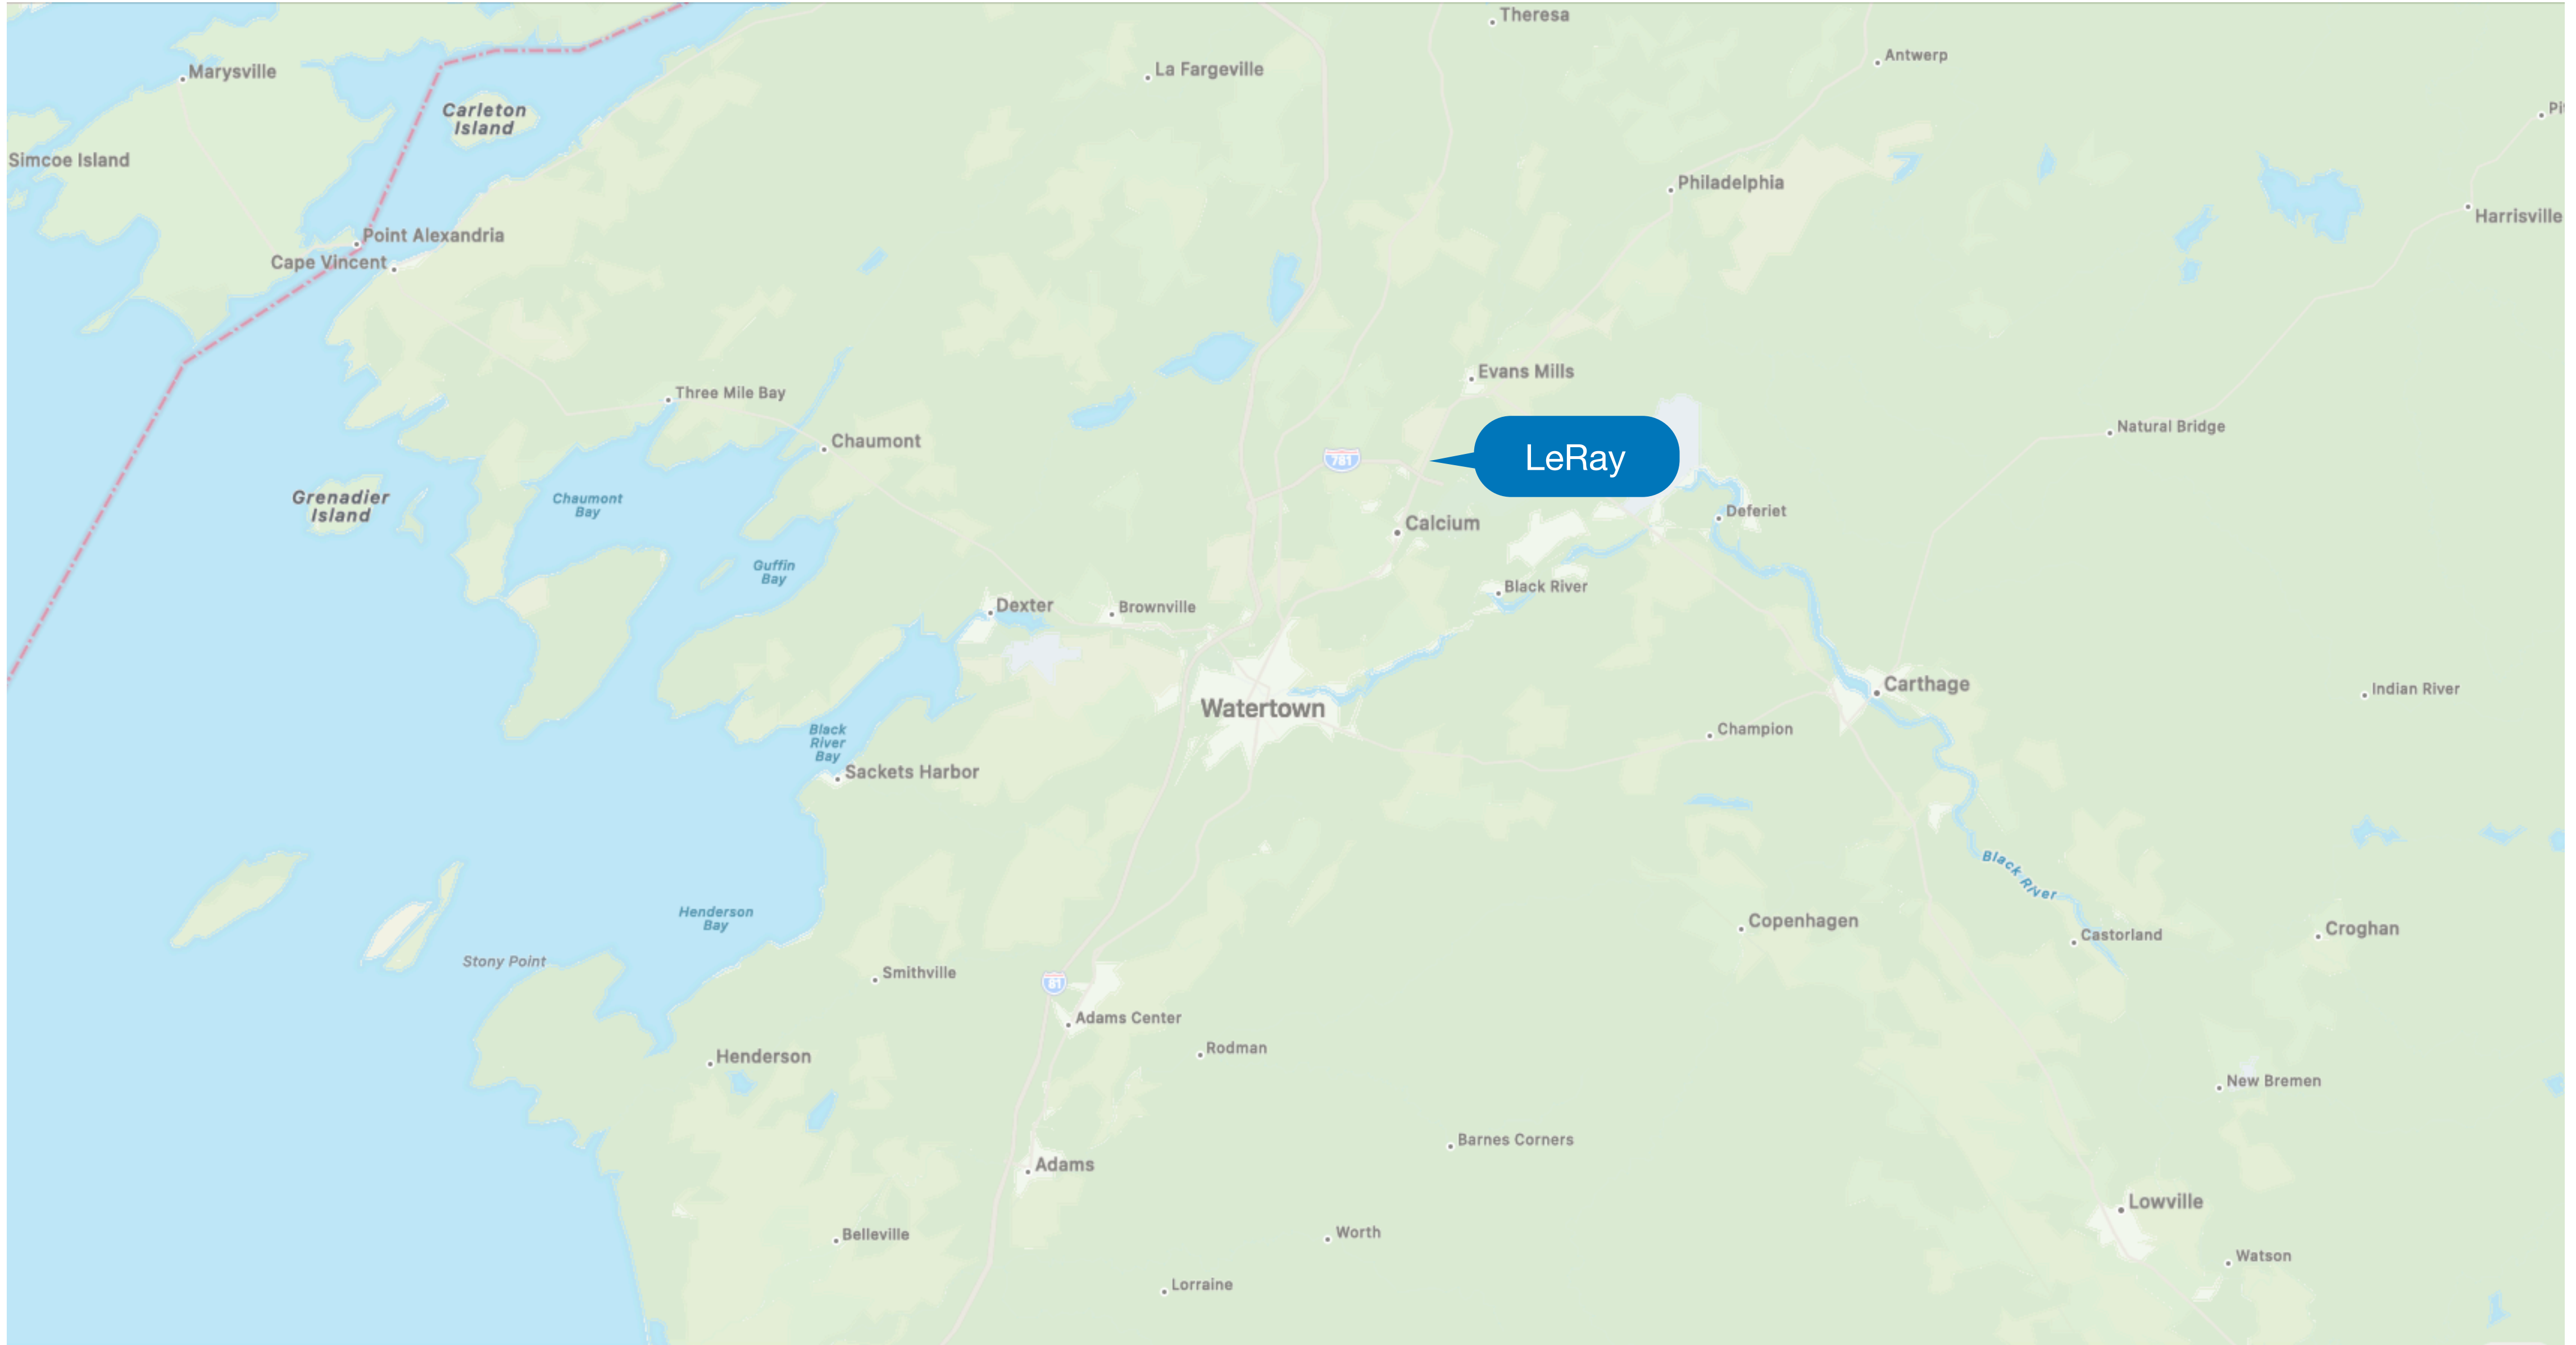 Theresa
Antwerp
La Fargeville
Marysville
Carleton
Island
Simcoe Island
Philadelphia
Harrisville
Point Alexandria
Cape Vincent
Evans Mills
Three Mile Bay
Natural Bridge
Chaumont
781
LeRay
Grenadier
Island
Chaumont
Bay
Deferiet
Calcium
Guffin
Bay
Black River
Dexter
Brownville
Carthage
Indian River
Watertown
Champion
Black
River
Bay
Sackets Harbor
Black River
Henderson
Bay
Copenhagen
Croghan
Castorland
Stony Point
Smithville
81
Adams Center
Rodman
Henderson
New Bremen
Barnes Corners
Adams
Lowville
Belleville
Worth
Watson
Lorraine